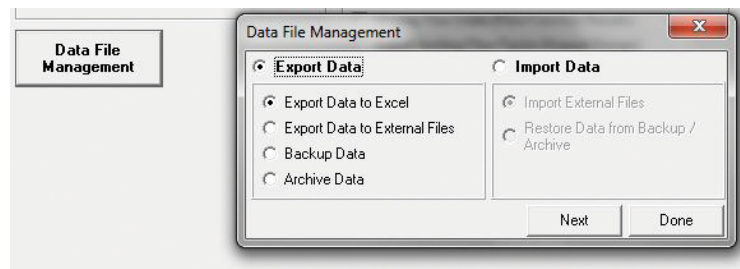 Data File
Management
Data File Management
Export Data
Import Data
Export Data to Excel
Export Data to External Files
Backup Data
Archive Data
Import External Files
Restore Data from Backup /
Archive
Next
Done